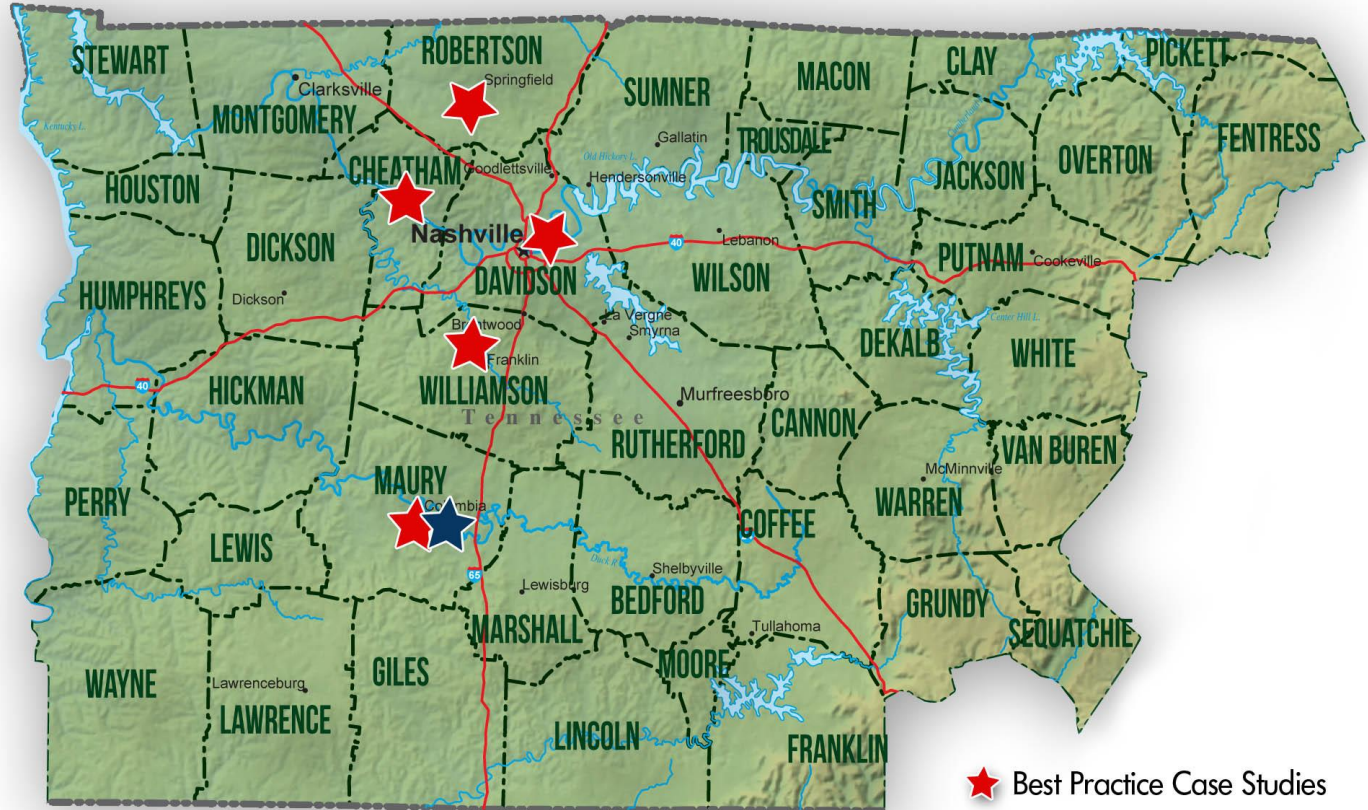 STEWART
ROBERTSON
Springfield
Clarksville
MONTGOMERY
SUMNER
MACON
CLAY
PICKETT
Kentucky L.
Gallatin
TROUSDALE
Cumberland R.
FENTRESS
OVERTON
HOUSTON
CHEATHAM
Goodlettsville
Old Hickory L.
Hendersonville
JACKSON
SMITH
DICKSON
Nashville
40
Lebanon
WILSON
PUTNAM
Cookeville
HUMPHREYS
Dickson
DAVIDSON
Brentwood
La Vergne
Smyrna
Center Hill L.
DEKALB
WHITE
Franklin
40
HICKMAN
WILLIAMSON
Murfreesboro
Tennessee
CANNON
RUTHERFORD
VAN BUREN
McMinnville
MAURY
Columbia
PERRY
WARREN
COFFEE
LEWIS
Duck R.
65
Shelbyville
Lewisburg
BEDFORD
GRUNDY
Tullahoma
MARSHALL
SEQUATCHIE
MOORE
WAYNE
GILES
Lawrenceburg
LAWRENCE
LINCOLN
FRANKLIN
Best Practice Case Studies